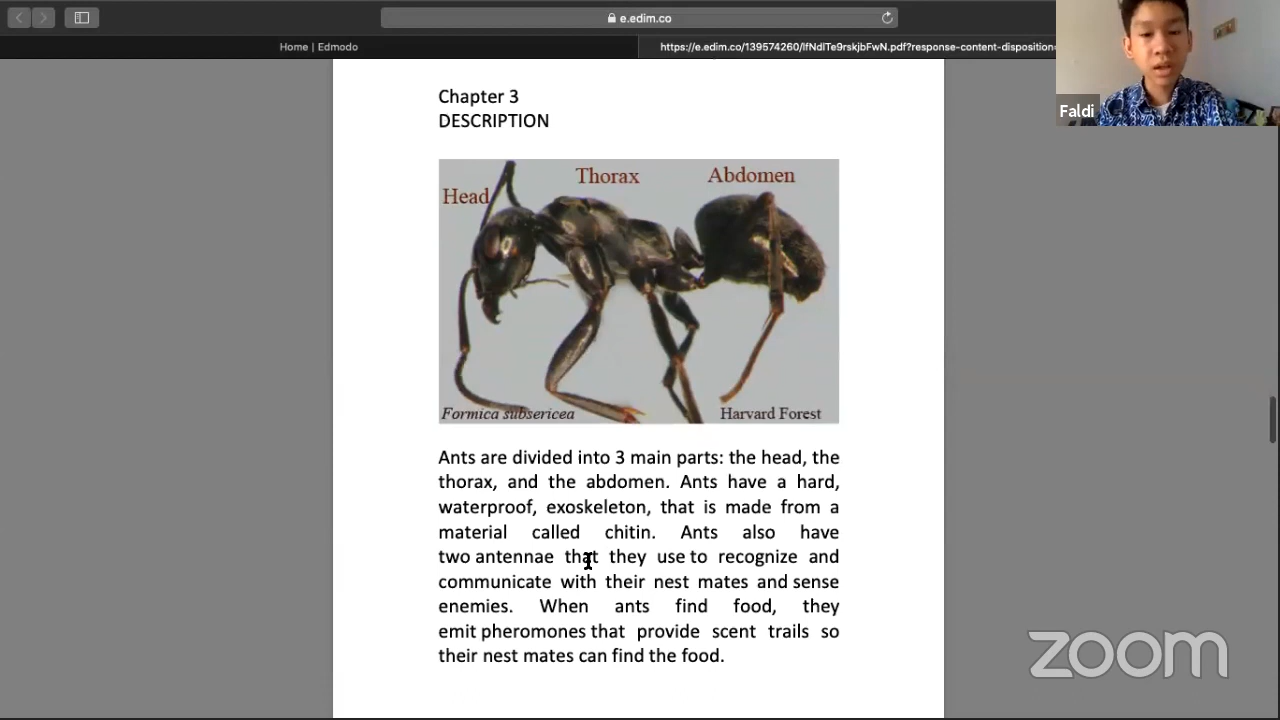 e.edim.co
Home | Edmodo
https://e.edim.co/139574260/lfNdlTe9rskjbFwN.pdf?response-content-disposition=
Faldi
Chapter 3
DESCRIPTION
Head
Thorax
Abdomen
Formica subsericea
Harvard Forest
Ants are divided into 3 main parts: the head, the
thorax, and the abdomen. Ants have a hard,
waterproof, exoskeleton, that is made from a
material called chitin. Ants also have
two antennae that they use to recognize and
communicate with their nest mates and sense
enemies. When ants find food, they
emit pheromones that provide scent trails so
their nest mates can find the food.
zoom